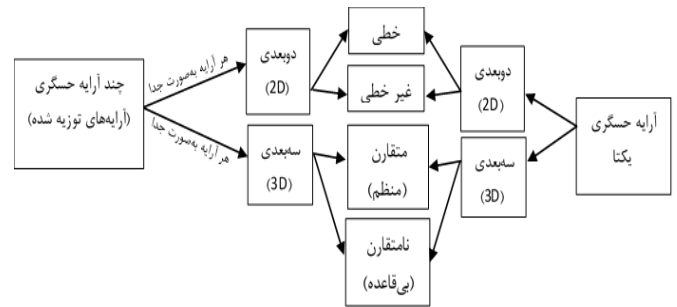 آرایه حسگری
یکتا
دوبعدی
(2D)
سه‌بعدی
(3D)
خطی
غیر خطی
متقارن
(منظم)
نامتقارن
(بی‌قاعده)
دوبعدی
(2D)
سه‌بعدی
(3D)
هر آرایه به‌صورت جدا
هر آرایه به‌صورت جدا
چند آرایه حسگری
(آرایه‌های توزیه شده)